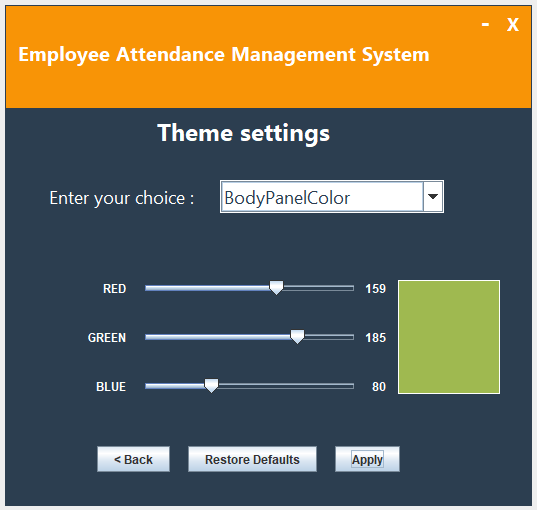 - X
Employee Attendance Management System
Theme settings
Enter your choice : BodyPanelColor
RED 159
GREEN 185
BLUE 80
< Back Restore Defaults Apply